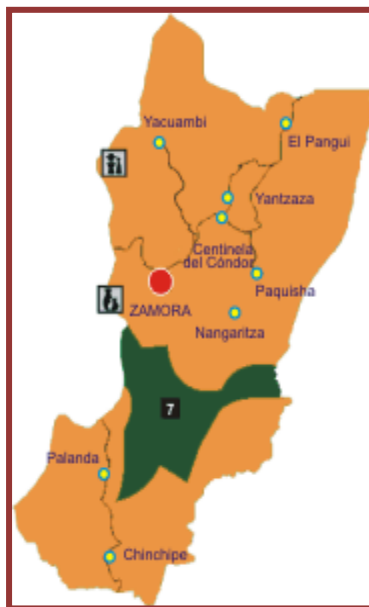 Yacuambi
El Pangui
Yantzaza
Centinela
del Cóndor
Paquisha
ZAMORA
Nangaritza
7
Palanda
Chinchipe